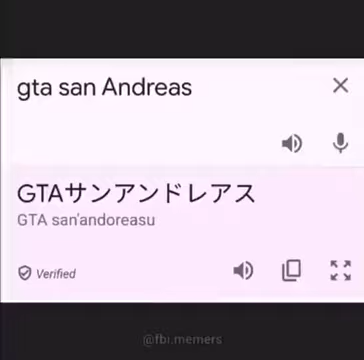 gta san Andreas
GTAサンアンドレアス
GTA san'andoreasu
Verified
@fbi.memers